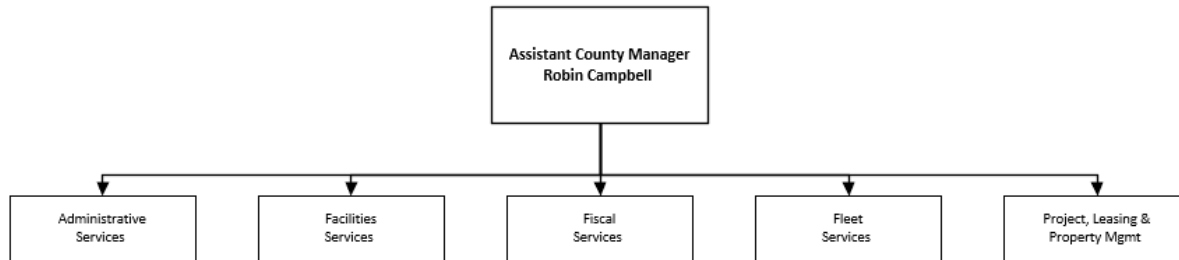 Assistant County Manager
Robin Campbell
Administrative
Services
Facilities
Services
Fiscal
Services
Fleet
Services
Project, Leasing &
Property Mgmt